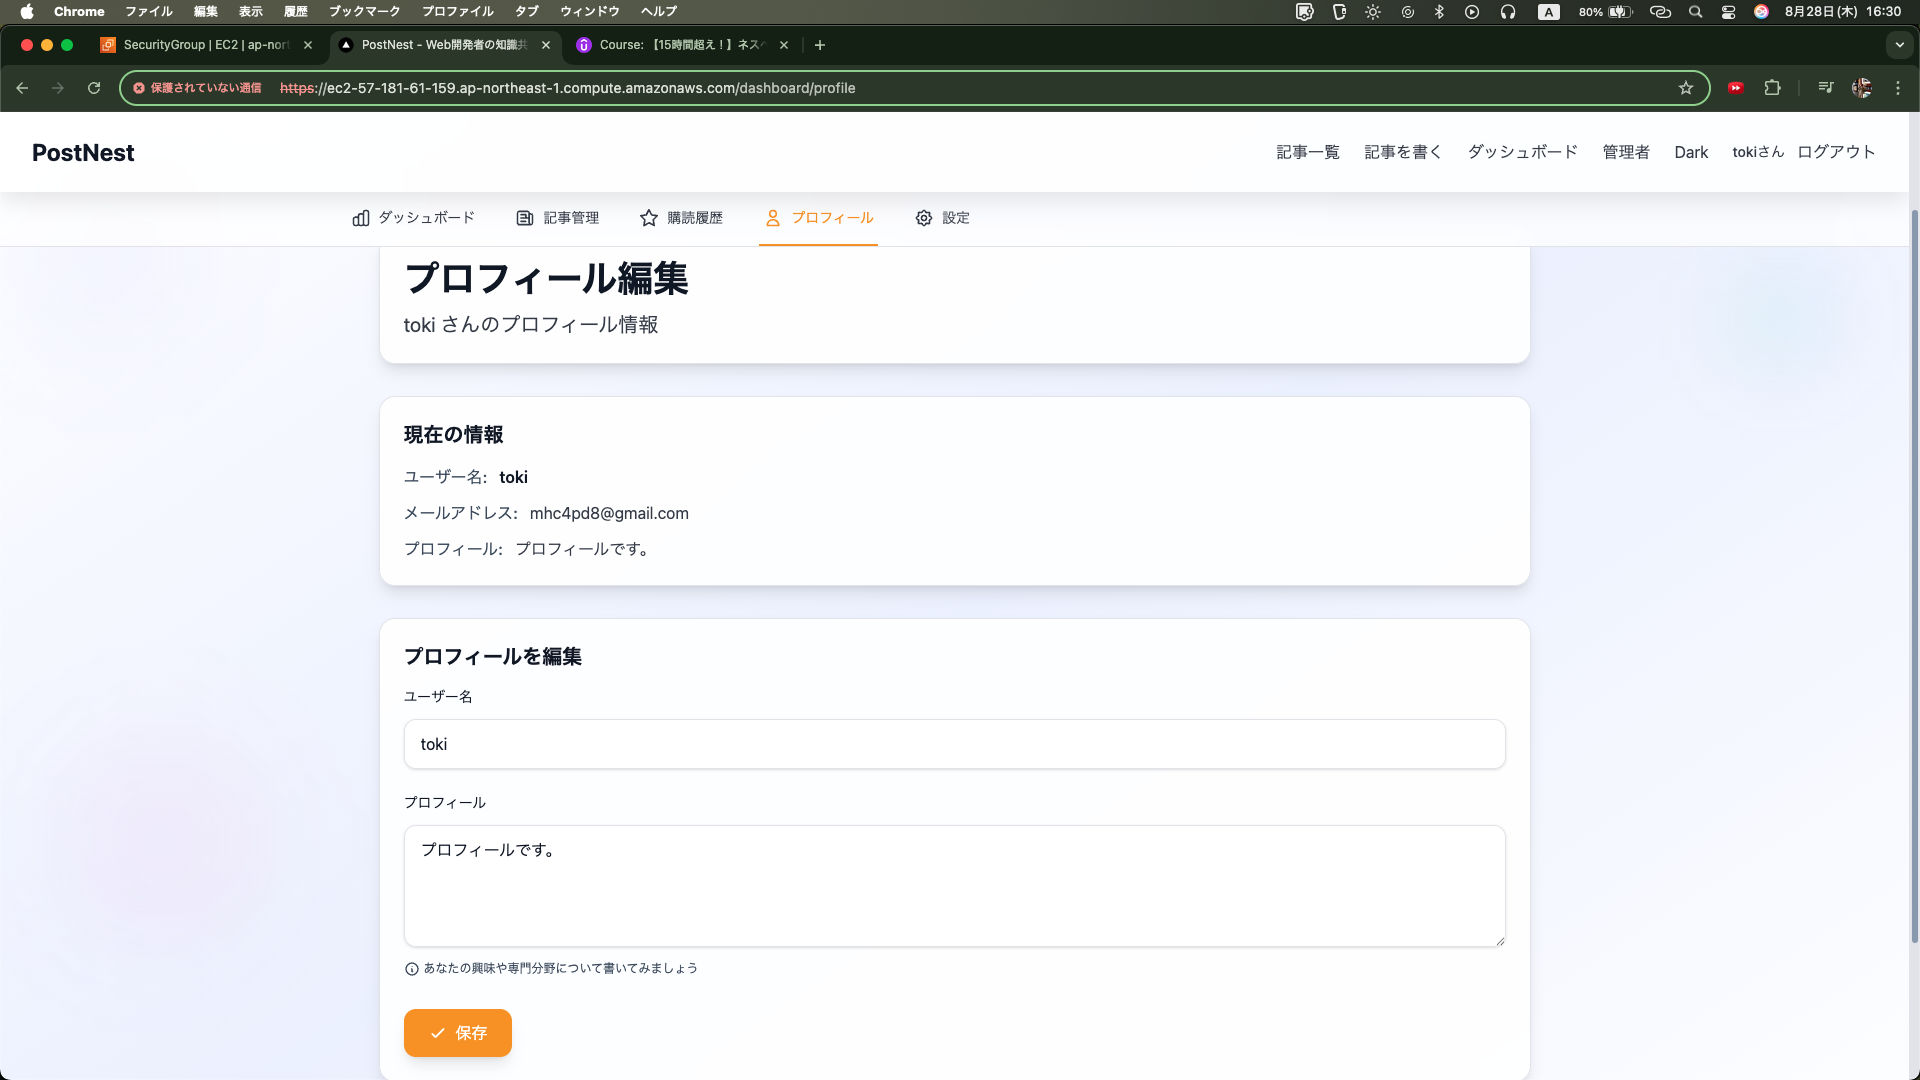 Chrome ファイル 編集 表示 履歴 ブックマーク プロファイル タブ ウィンドウ ヘルプ A 80% 8月28日(木) 16:30
SecurityGroup | EC2 | ap-nort PostNest - Web開発者の知識共 Course: 【15時間超え！】ネスペ
保護されていない通信 https://ec2-57-181-61-159.ap-northeast-1.compute.amazonaws.com/dashboard/profile
PostNest 記事一覧 記事を書く ダッシュボード 管理者 Dark tokiさん ログアウト
ダッシュボード 記事管理 購読履歴 プロフィール 設定
プロフィール編集
toki さんのプロフィール情報
現在の情報
ユーザー名: toki
メールアドレス: mhc4pd8@gmail.com
プロフィール: プロフィールです。
プロフィールを編集
ユーザー名
toki
プロフィール
プロフィールです。
あなたの興味や専門分野について書いてみましょう
保存